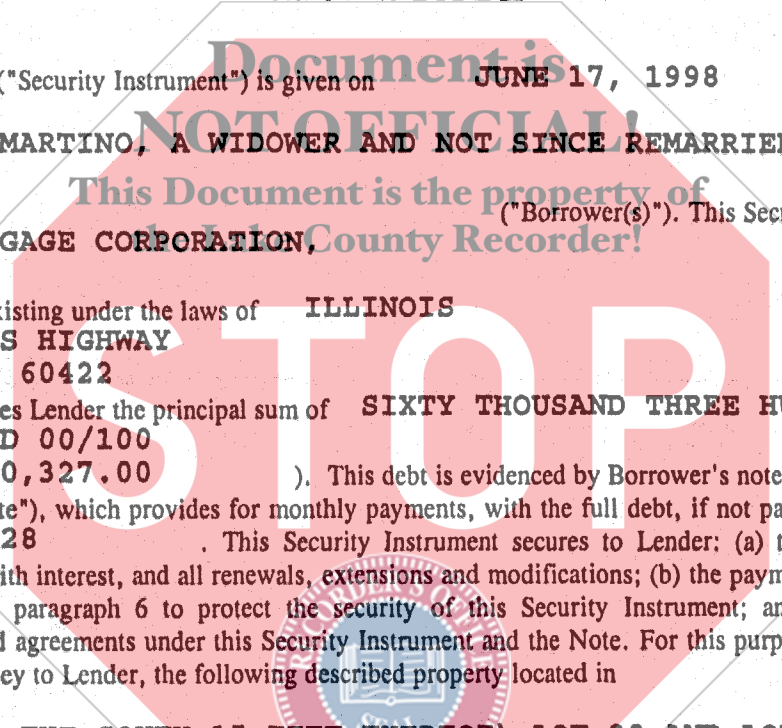 Document is
("Security Instrument") is given on JUNE 17, 1998
NOT OFFICIAL!
MARTINO, A WIDOWER AND NOT SINCE REMARRIED
This Document is the property of
("Borrower(s)"). This Secu
GAGE CORPORATION,
the Lake County Recorder!
xisting under the laws of ILLINOIS
S HIGHWAY
60422
STOP
es Lender the principal sum of SIXTY THOUSAND THREE HU
D 00/100
0,327.00 ). This debt is evidenced by Borrower's note
te"), which provides for monthly payments, with the full debt, if not pa
28 . This Security Instrument secures to Lender: (a) t
ith interest, and all renewals, extensions and modifications; (b) the paym
paragraph 6 to protect the security of this Security Instrument; an
d agreements under this Security Instrument and the Note. For this purp
ey to Lender, the following described property located in
RECORDER'S OFFICE
SEAL